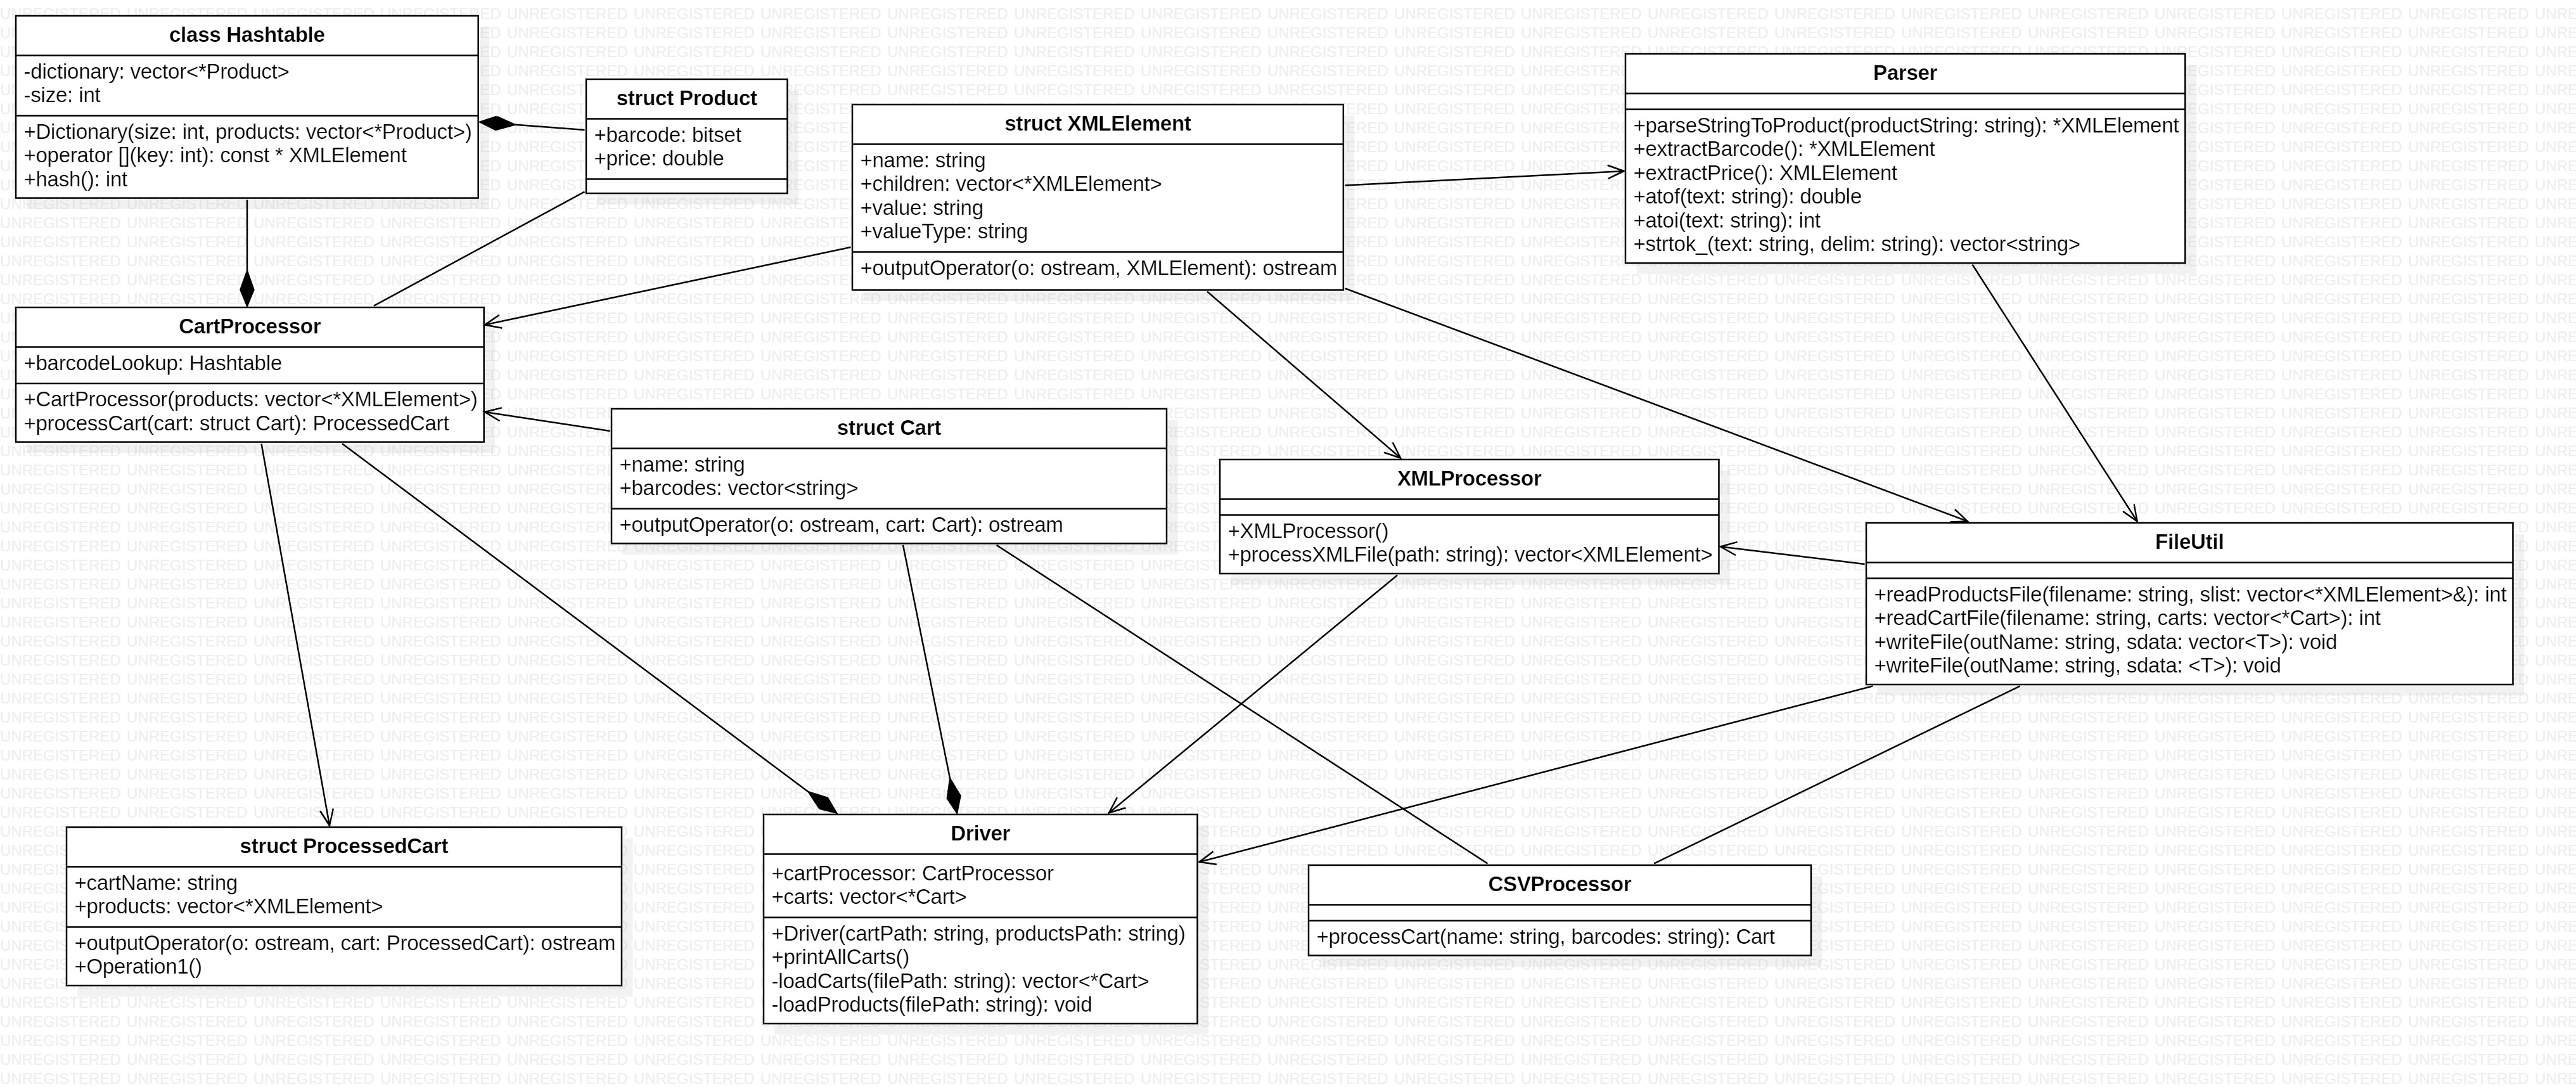 class Hashtable
-dictionary: vector<*Product>
-size: int
+Dictionary(size: int, products: vector<*Product>)
+operator [](key: int): const * XMLElement
+hash(): int
struct Product
+barcode: bitset
+price: double
struct XMLElement
+name: string
+children: vector<*XMLElement>
+value: string
+valueType: string
+outputOperator(o: ostream, XMLElement): ostream
Parser
+parseStringToProduct(productString: string): *XMLElement
+extractBarcode(): *XMLElement
+extractPrice(): XMLElement
+atof(text: string): double
+atoi(text: string): int
+strtok_(text: string, delim: string): vector<string>
CartProcessor
+barcodeLookup: Hashtable
+CartProcessor(products: vector<*XMLElement>)
+processCart(cart: struct Cart): ProcessedCart
struct Cart
+name: string
+barcodes: vector<string>
+outputOperator(o: ostream, cart: Cart): ostream
XMLProcessor
+XMLProcessor()
+processXMLFile(path: string): vector<XMLElement>
FileUtil
+readProductsFile(filename: string, slist: vector<*XMLElement>&): int
+readCartFile(filename: string, carts: vector<*Cart>): int
+writeFile(outName: string, sdata: vector<T>): void
+writeFile(outName: string, sdata: <T>): void
struct ProcessedCart
+cartName: string
+products: vector<*XMLElement>
+outputOperator(o: ostream, cart: ProcessedCart): ostream
+Operation1()
Driver
+cartProcessor: CartProcessor
+carts: vector<*Cart>
+Driver(cartPath: string, productsPath: string)
+printAllCarts()
-loadCarts(filePath: string): vector<*Cart>
-loadProducts(filePath: string): void
CSVProcessor
+processCart(name: string, barcodes: string): Cart
UNREGISTERED